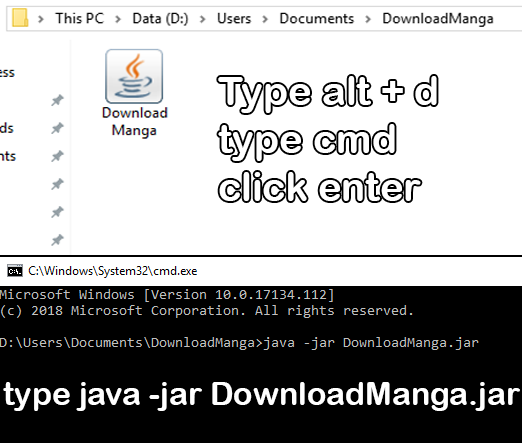 This PC > Data (D:) > Users > Documents > DownloadManga
ess
ds
nts
Download
Manga
Type alt + d
type cmd
click enter
C:\Windows\System32\cmd.exe
Microsoft Windows [Version 10.0.17134.112]
(c) 2018 Microsoft Corporation. All rights reserved.
D:\Users\Documents\DownloadManga>java -jar DownloadManga.jar
type java -jar DownloadManga.jar